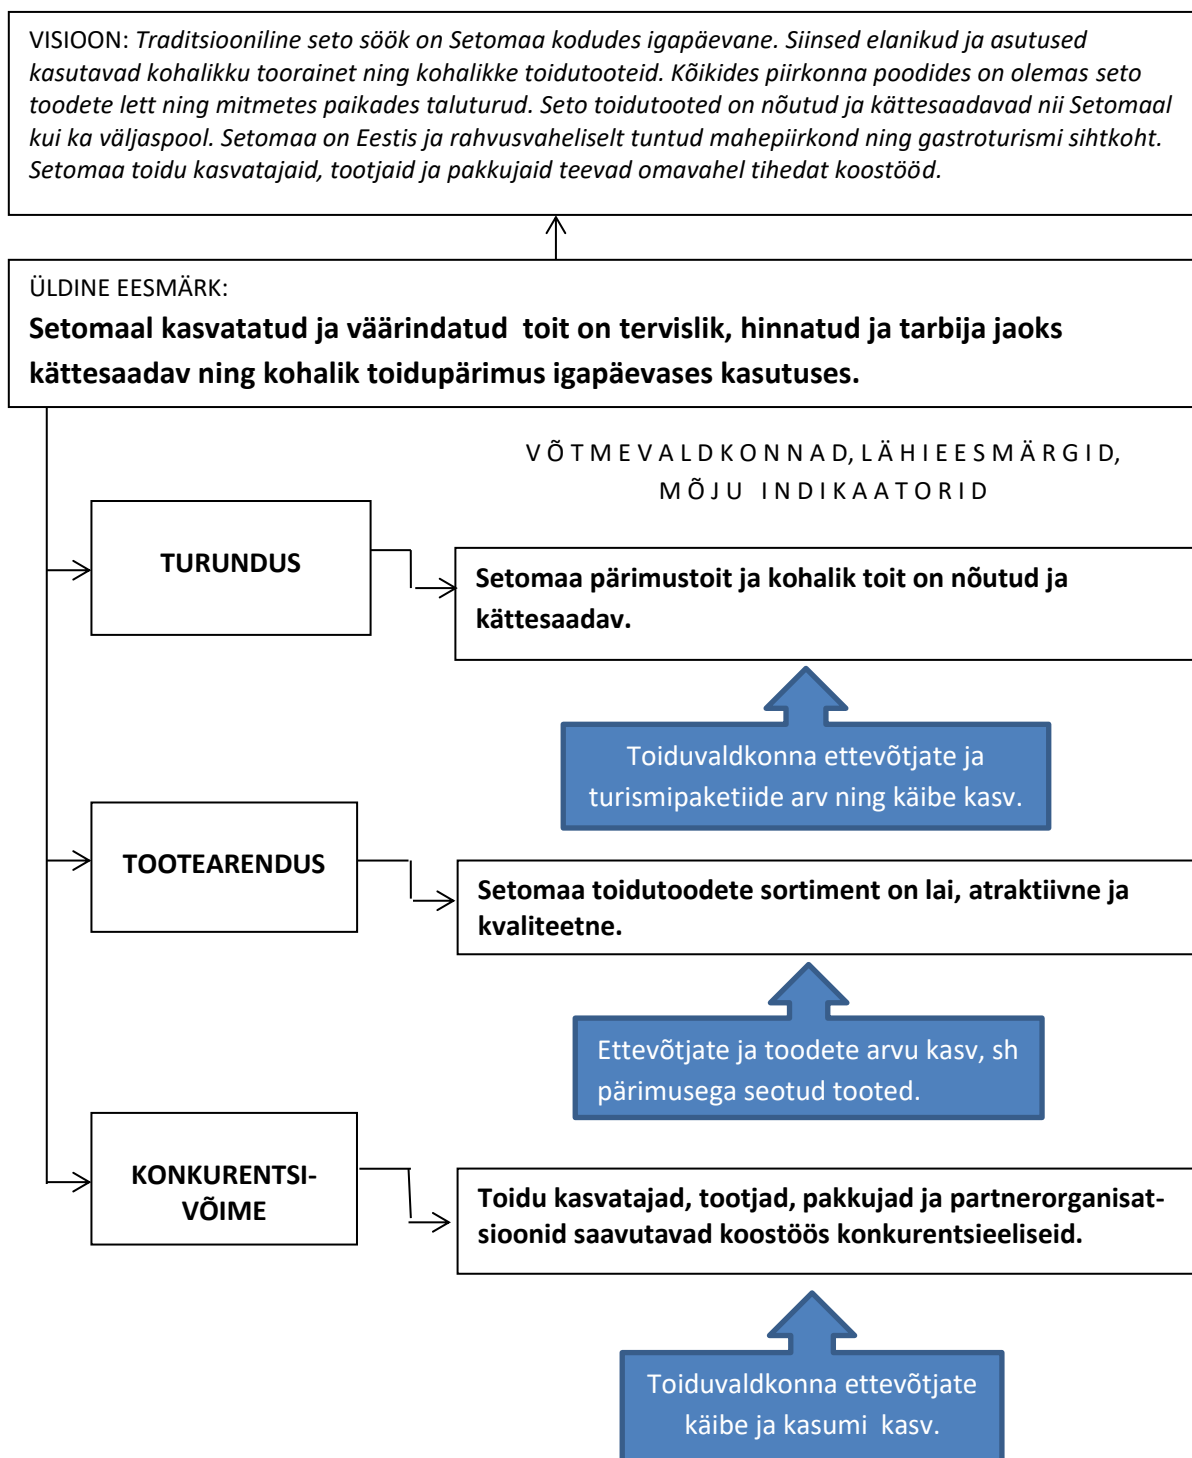 VISIOON: Traditsiooniline seto söök on Setomaa kodudes igapäevane. Siinsed elanikud ja asutused
kasutavad kohalikku toorainet ning kohalikke toidutooteid. Kõikides piirkonna poodides on olemas seto
toodete lett ning mitmetes paikades taluturud. Seto toidutooted on nõutud ja kättesaadavad nii Setomaal
kui ka väljaspool. Setomaa on Eestis ja rahvusvaheliselt tuntud mahepiirkond ning gastroturismi sihtkoht.
Setomaa toidu kasvatajaid, tootjaid ja pakkujaid teevad omavahel tihedat koostööd.
ÜLDINE EESMÄRK:
Setomaal kasvatatud ja väärindatud toit on tervislik, hinnatud ja tarbija jaoks
kättesaadav ning kohalik toidupärimus igapäevases kasutuses.
VÕTMEVALDKONNAD, LÄHIEESMÄRGID,
MÕJU INDIKAATORID
TURUNDUS
Setomaa pärimustoit ja kohalik toit on nõutud ja
kättesaadav.
Toiduvaldkonna ettevõtjate ja
turismipaketiide arv ning käibe kasv.
TOOTEARENDUS
Setomaa toidutoodete sortiment on lai, atraktiivne ja
kvaliteetne.
Ettevõtjate ja toodete arvu kasv, sh
pärimusega seotud tooted.
KONKURENTSI-
VÕIME
Toidu kasvatajad, tootjad, pakkujad ja partnerorganisat-
sioonid saavutavad koostöös konkurentsieeliseid.
Toiduvaldkonna ettevõtjate
käibe ja kasumi kasv.